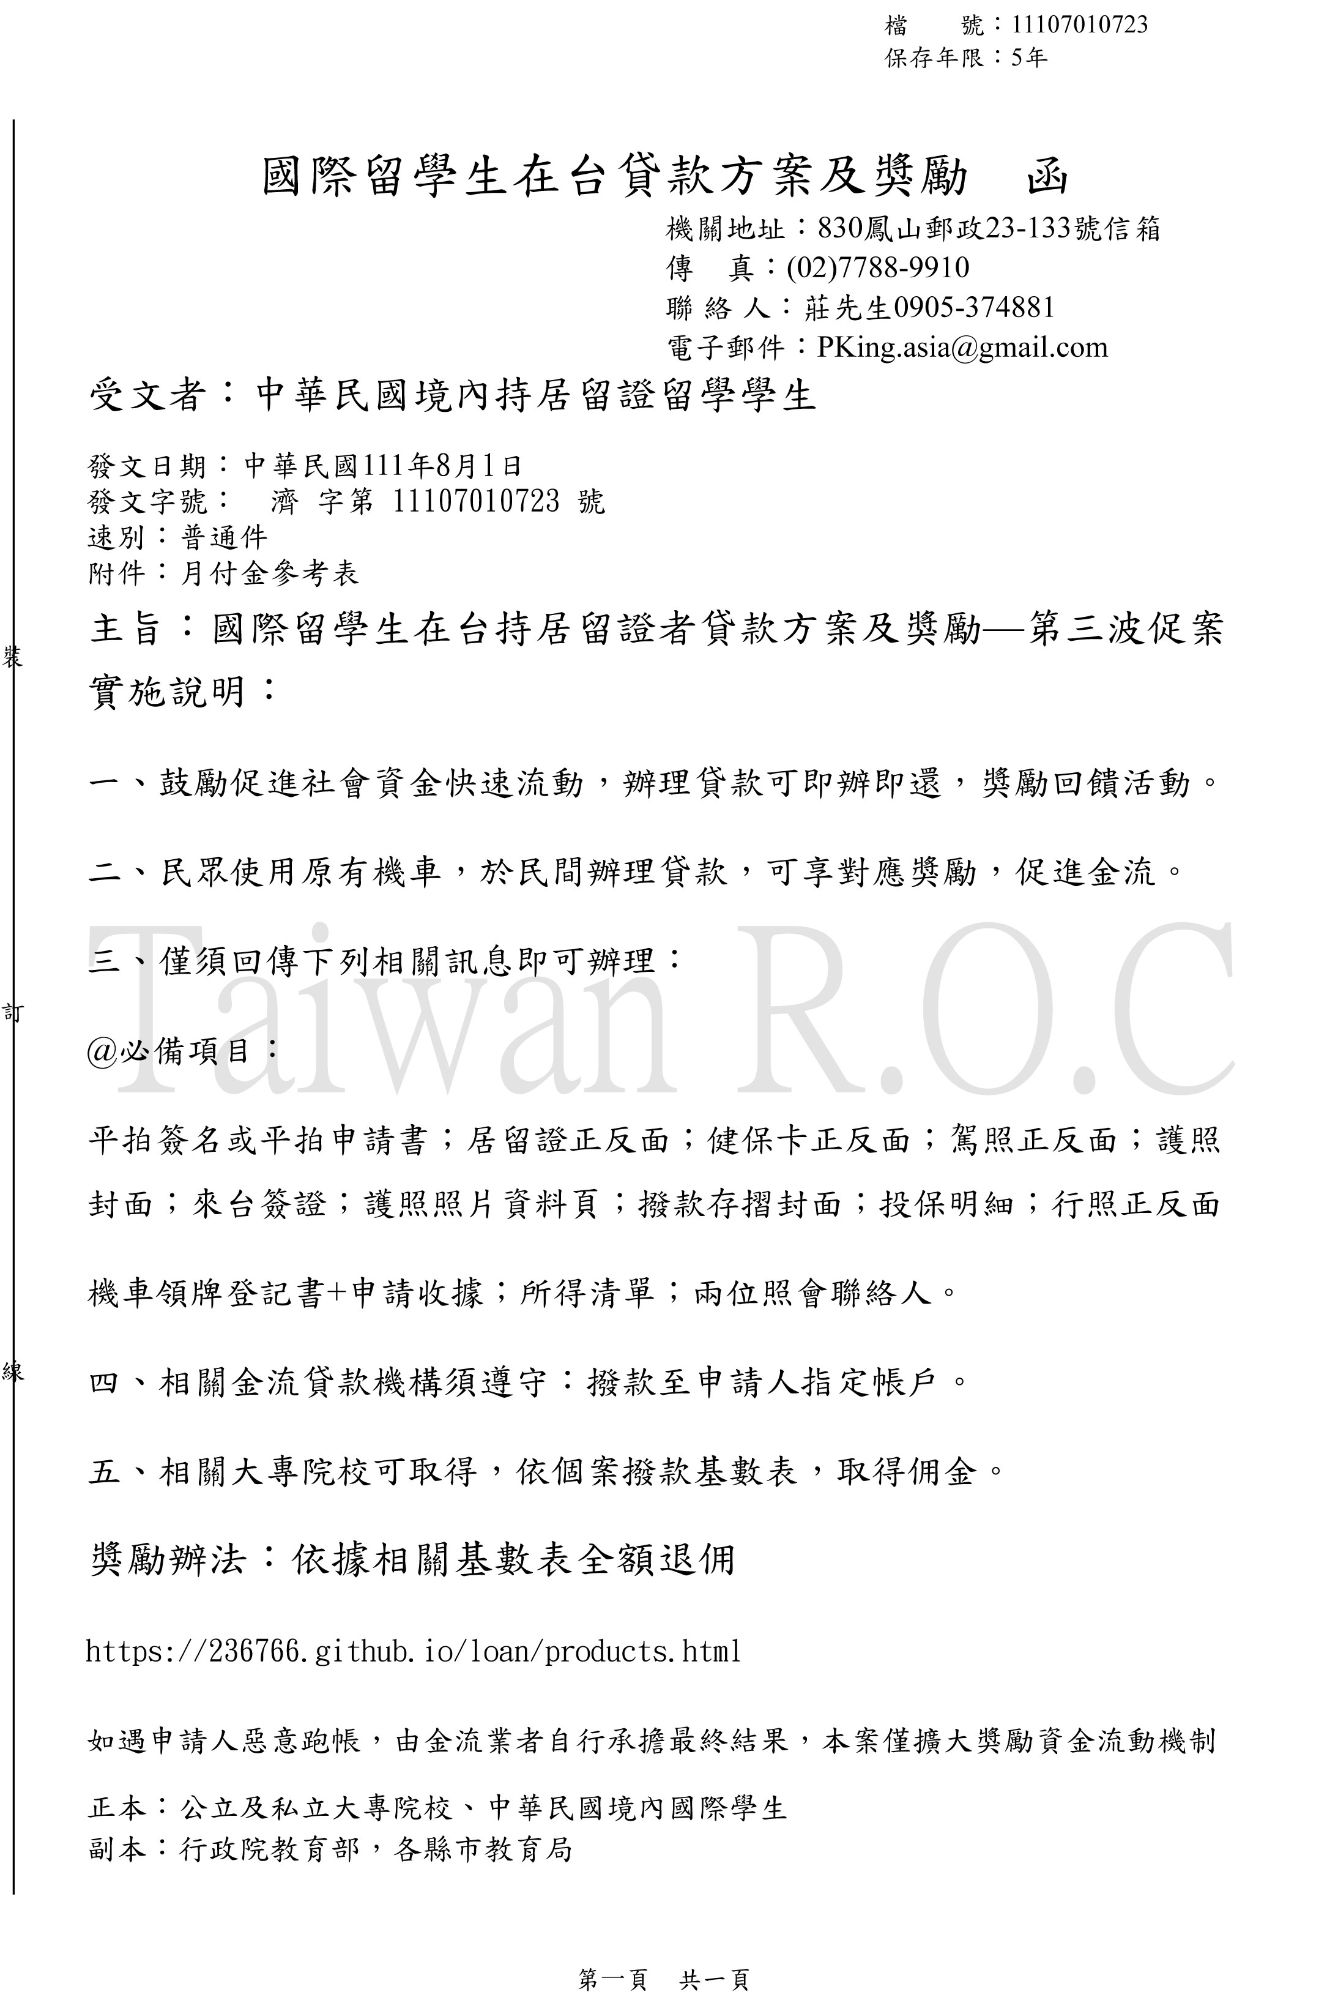 檔　　號：11107010723
保存年限：5年
國際留學生在台貸款方案及獎勵　函
機關地址：830鳳山郵政23-133號信箱
傳　真：(02)7788-9910
聯 絡 人：莊先生0905-374881
電子郵件：PKing.asia@gmail.com
受文者：中華民國境內持居留證留學學生
發文日期：中華民國111年8月1日
發文字號：　濟 字第 11107010723 號
速別：普通件
附件：月付金參考表
主旨：國際留學生在台持居留證者貸款方案及獎勵—第三波促案
裝
實施說明：
一、鼓勵促進社會資金快速流動，辦理貸款可即辦即還，獎勵回饋活動。
二、民眾使用原有機車，於民間辦理貸款，可享對應獎勵，促進金流。
Taiwan R.O.C
三、僅須回傳下列相關訊息即可辦理：
訂
@必備項目：
平拍簽名或平拍申請書；居留證正反面；健保卡正反面；駕照正反面；護照
封面；來台簽證；護照照片資料頁；撥款存摺封面；投保明細；行照正反面
機車領牌登記書+申請收據；所得清單；兩位照會聯絡人。
線
四、相關金流貸款機構須遵守：撥款至申請人指定帳戶。
五、相關大專院校可取得，依個案撥款基數表，取得佣金。
獎勵辦法：依據相關基數表全額退佣
https://236766.github.io/loan/products.html
如遇申請人惡意跑帳，由金流業者自行承擔最終結果，本案僅擴大獎勵資金流動機制
正本：公立及私立大專院校、中華民國境內國際學生
副本：行政院教育部，各縣市教育局
第一頁　共一頁